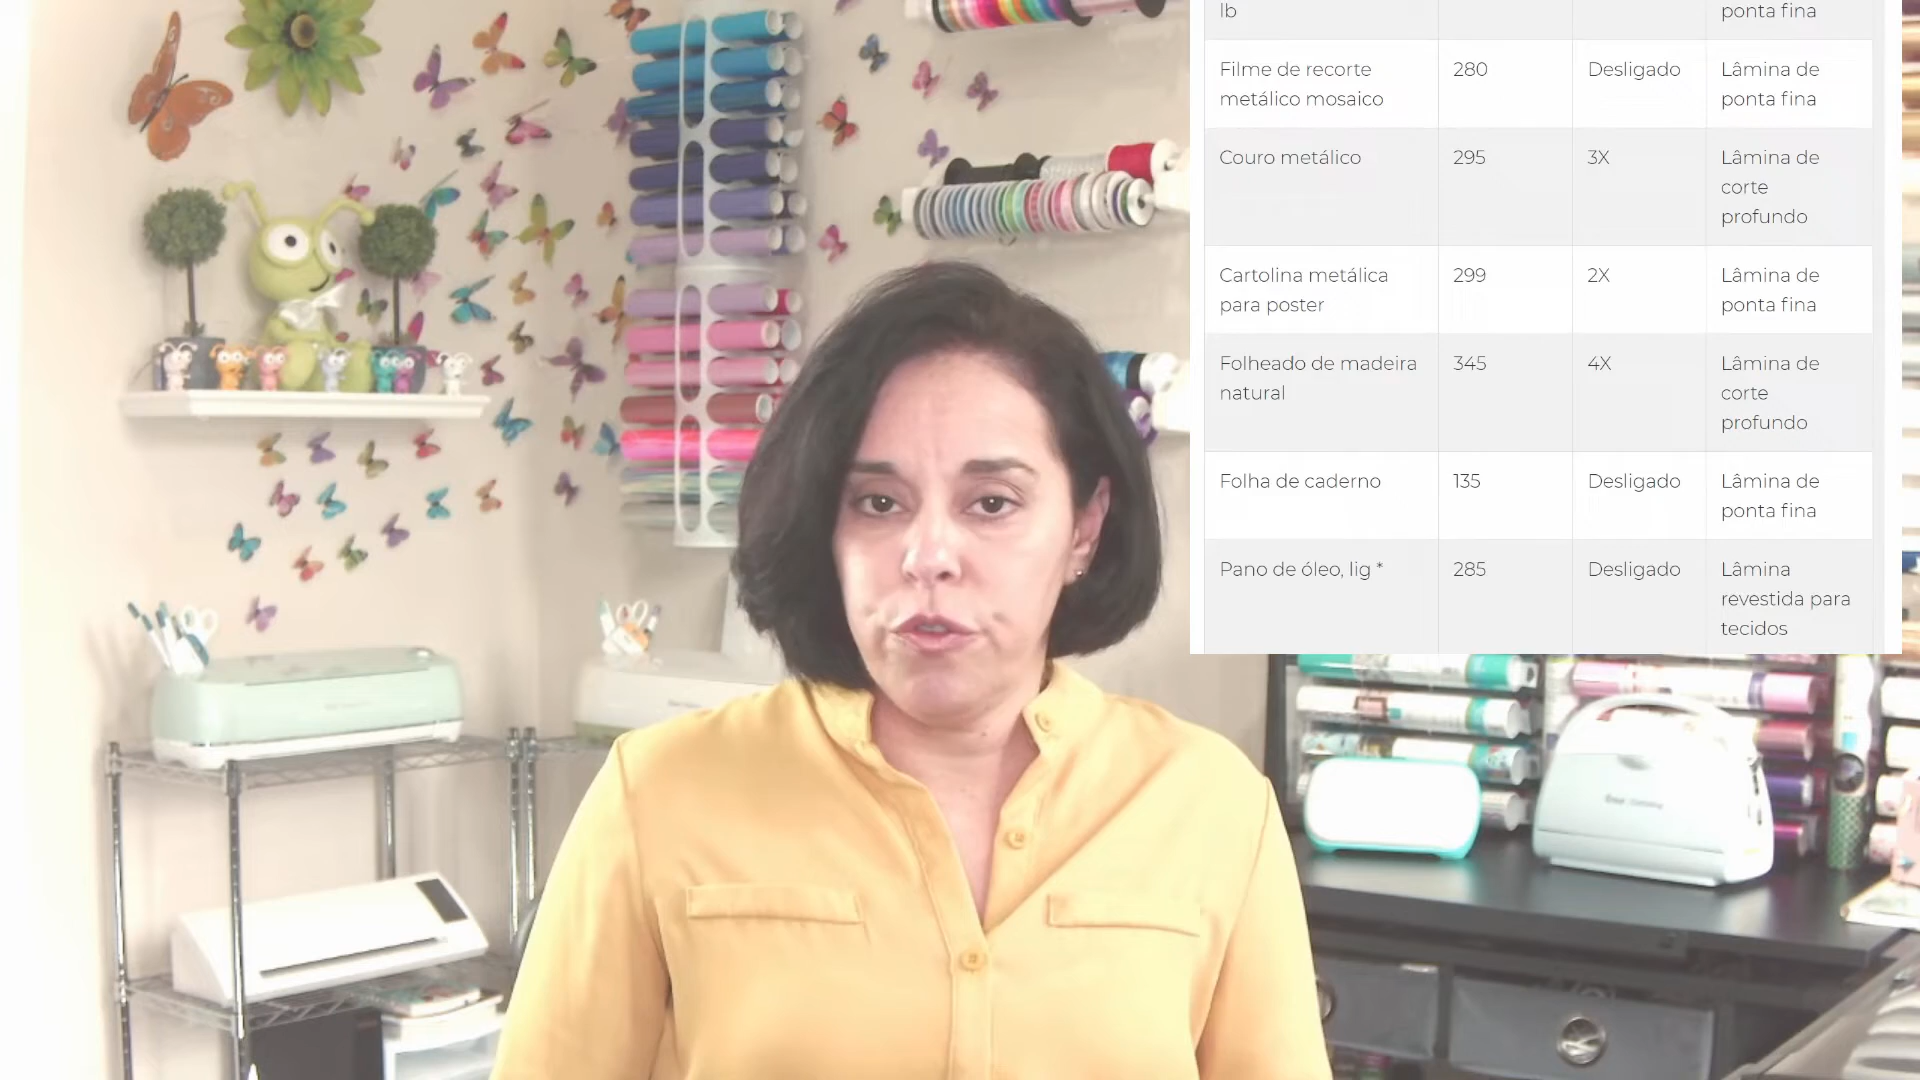 lb
ponta fina
Filme de recorte
metálico mosaico
280
Desligado
Lâmina de
ponta fina
Couro metálico
295
3X
Lâmina de
corte
profundo
Cartolina metálica
para poster
299
2X
Lâmina de
ponta fina
Folheado de madeira
natural
345
4X
Lâmina de
corte
profundo
Folha de caderno
135
Desligado
Lâmina de
ponta fina
Pano de óleo, lig *
285
Desligado
Lâmina
revestida para
tecidos